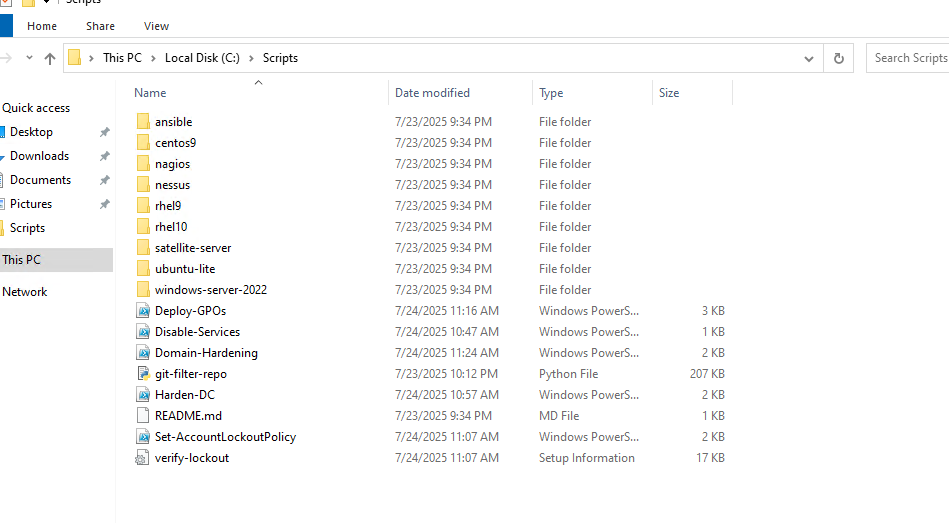 Scripts
Home Share View
This PC Local Disk (C:) Scripts Search Scripts
Name Date modified Type Size
Quick access
Desktop
Downloads
Documents
Pictures
Scripts
This PC
Network
ansible 7/23/2025 9:34 PM File folder
centos9 7/23/2025 9:34 PM File folder
nagios 7/23/2025 9:34 PM File folder
nessus 7/23/2025 9:34 PM File folder
rhel9 7/23/2025 9:34 PM File folder
rhel10 7/23/2025 9:34 PM File folder
satellite-server 7/23/2025 9:34 PM File folder
ubuntu-lite 7/23/2025 9:34 PM File folder
windows-server-2022 7/23/2025 9:34 PM File folder
Deploy-GPOs 7/24/2025 11:16 AM Windows PowerS... 3 KB
Disable-Services 7/24/2025 10:47 AM Windows PowerS... 1 KB
Domain-Hardening 7/24/2025 11:24 AM Windows PowerS... 2 KB
git-filter-repo 7/23/2025 10:12 PM Python File 207 KB
Harden-DC 7/24/2025 10:57 AM Windows PowerS... 2 KB
README.md 7/23/2025 9:34 PM MD File 1 KB
Set-AccountLockoutPolicy 7/24/2025 11:07 AM Windows PowerS... 2 KB
verify-lockout 7/24/2025 11:07 AM Setup Information 17 KB